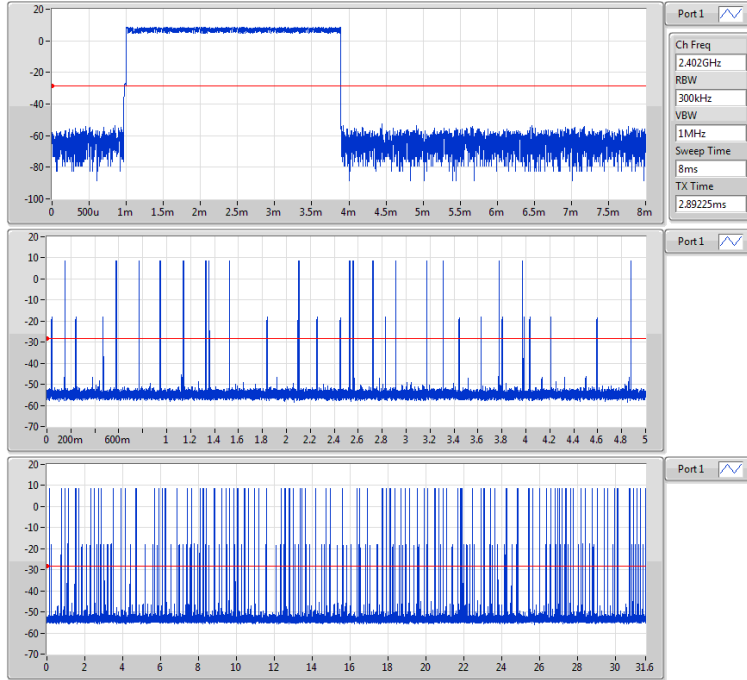 20
0
-20
-40
-60
-80
-100
0 500u 1m 1.5m 2m 2.5m 3m 3.5m 4m 4.5m 5m 5.5m 6m 6.5m 7m 7.5m 8m
Port 1
Ch Freq
2.402GHz
RBW
300kHz
VBW
1MHz
Sweep Time
8ms
TX Time
2.89225ms
20
10
0
-10
-20
-30
-40
-50
-60
-70
0 200m 600m 1 1.2 1.4 1.6 1.8 2 2.2 2.4 2.6 2.8 3 3.2 3.4 3.6 3.8 4 4.2 4.4 4.6 4.8 5
Port 1
20
10
0
-10
-20
-30
-40
-50
-60
-70
0 2 4 6 8 10 12 14 16 18 20 22 24 26 28 30 31.6
Port 1